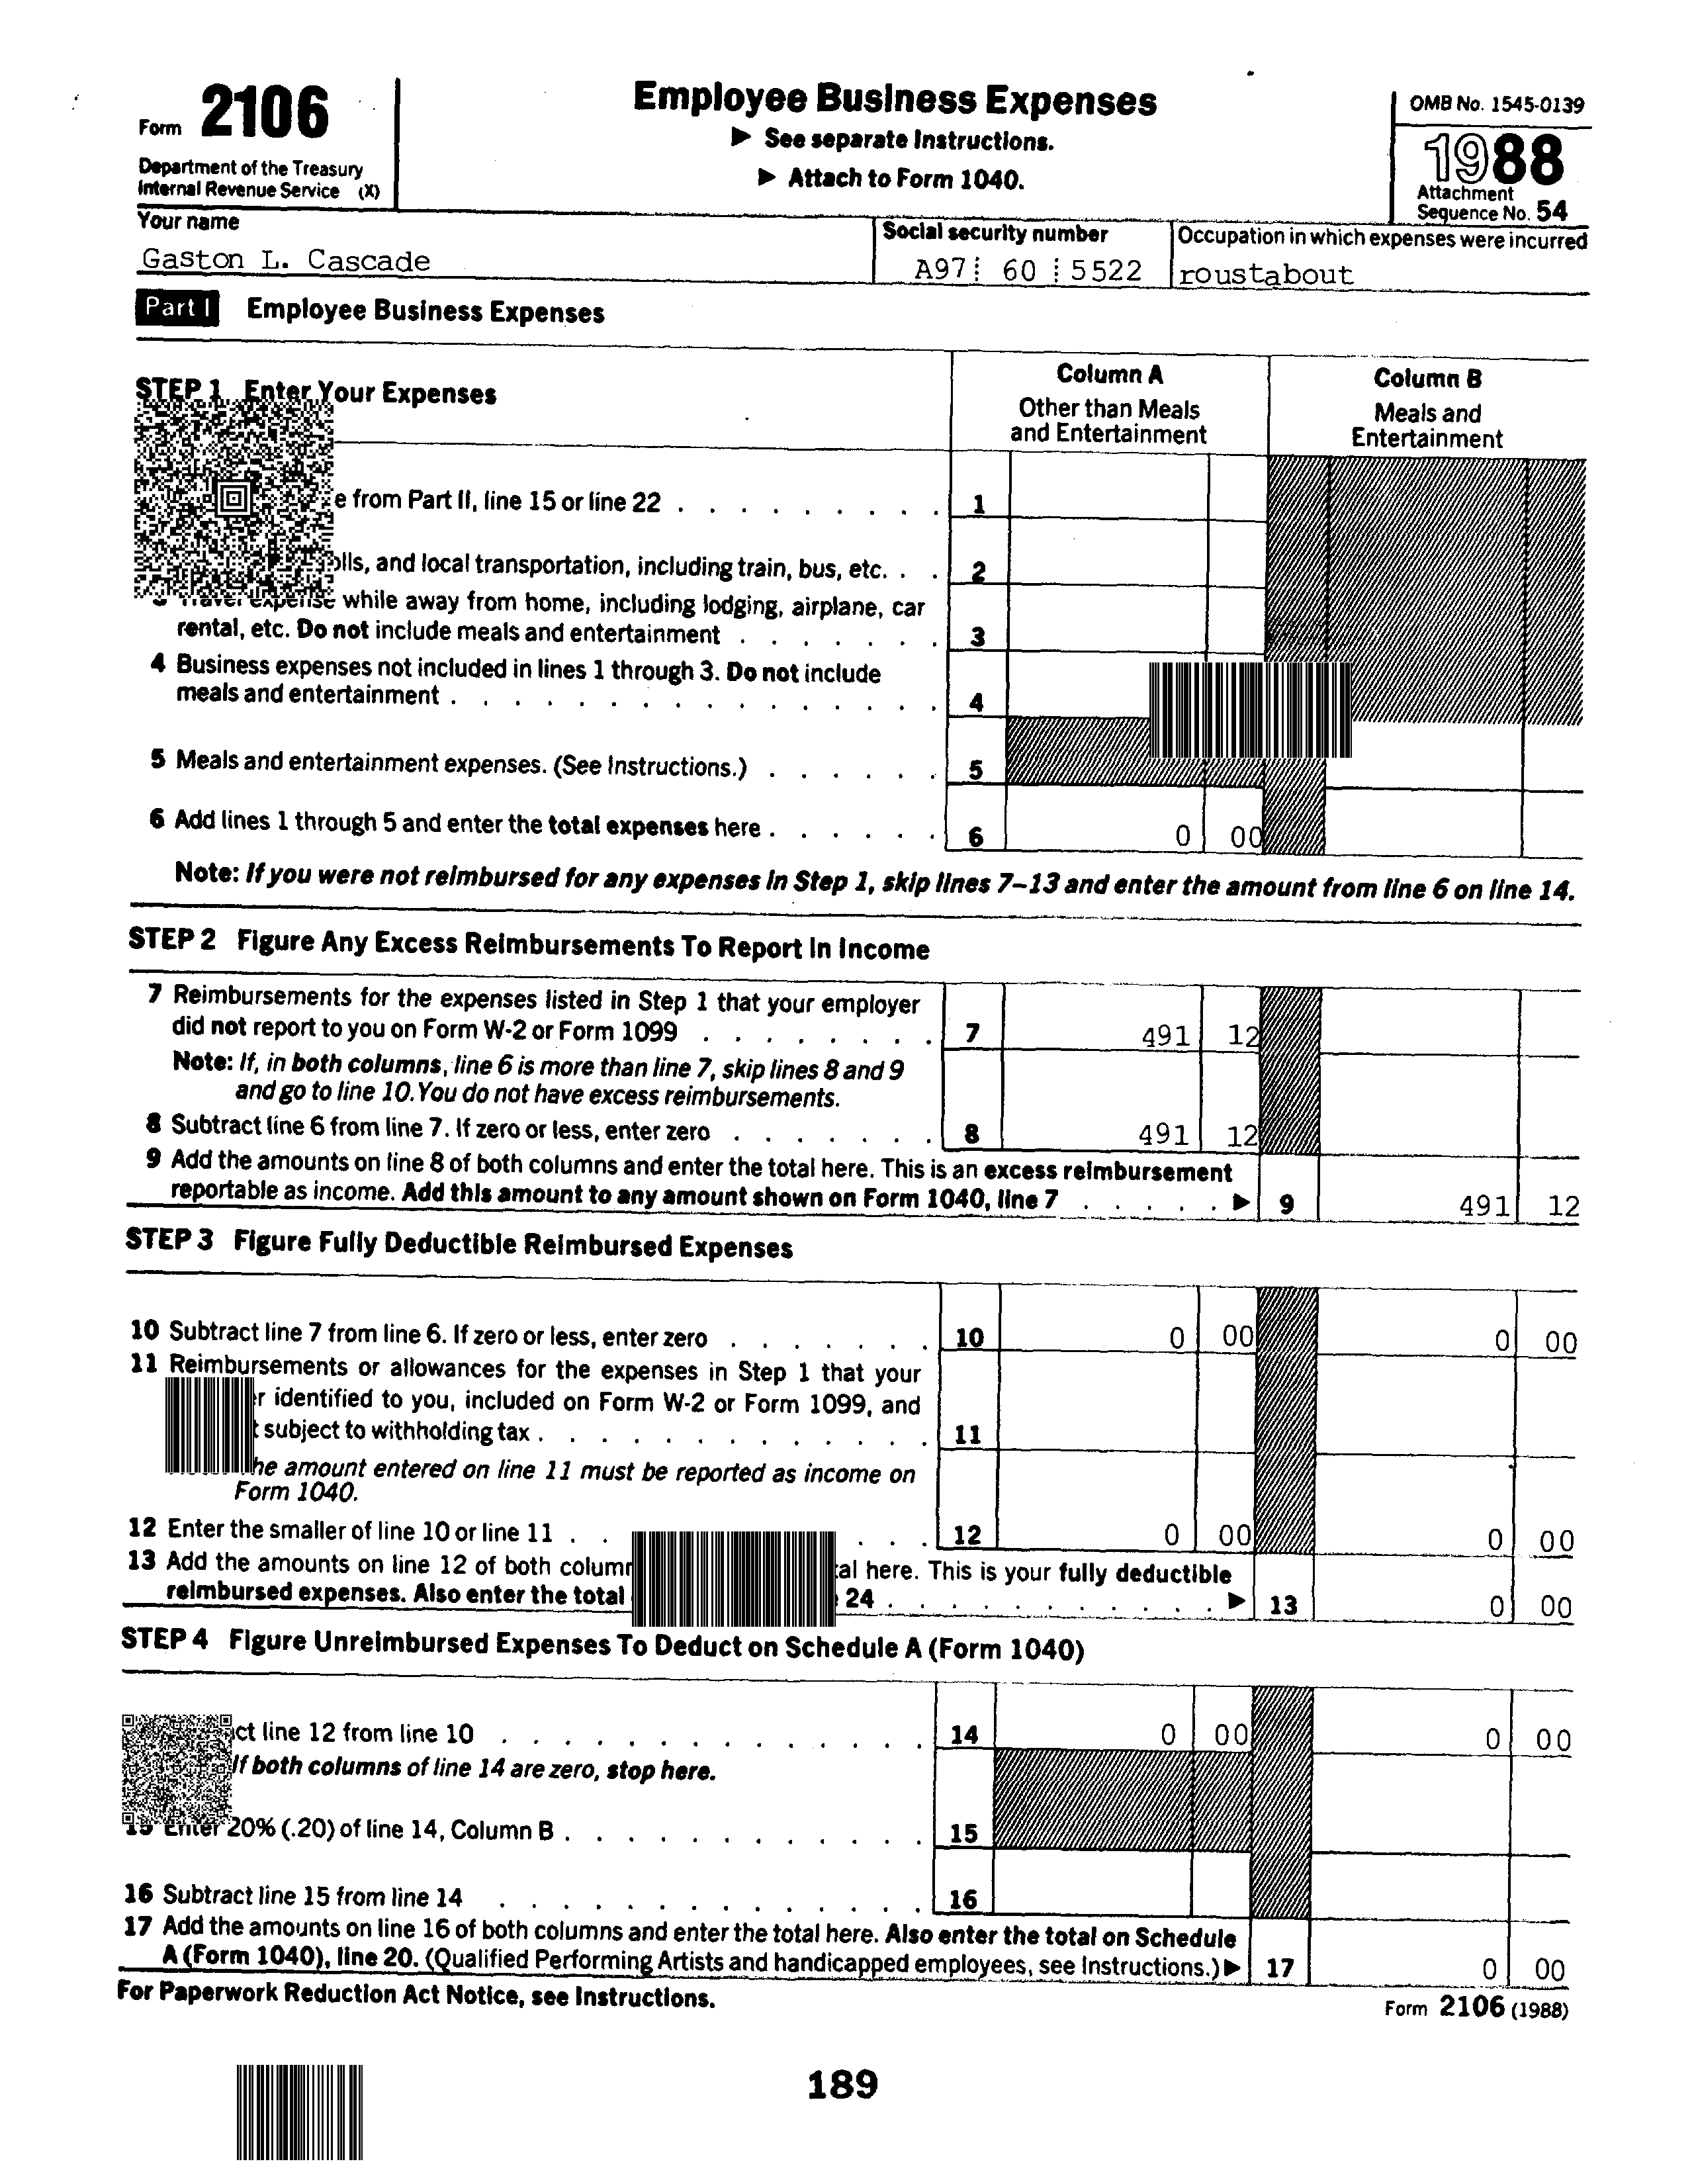 Form 2106
Department of the Treasury
Internal Revenue Service (X)
Employee Business Expenses
▶ See separate Instructions.
▶ Attach to Form 1040.
OMB No. 1545-0139
1988
Attachment
Sequence No. 54
Your name
Gaston L. Cascade
Social security number
A97 60 5522
Occupation in which expenses were incurred
roustabout
Part I Employee Business Expenses
STEP 1 Enter Your Expenses
Column A
Other than Meals
and Entertainment
Column B
Meals and
Entertainment
from Part II, line 15 or line 22 . . . . . . . . . 1
and local transportation, including train, bus, etc. . . 2
Travel expense while away from home, including lodging, airplane, car
rental, etc. Do not include meals and entertainment . . . . . . . 3
4 Business expenses not included in lines 1 through 3. Do not include
meals and entertainment . . . . . . . . . . . . . . . . 4
5 Meals and entertainment expenses. (See Instructions.) . . . . . . 5
6 Add lines 1 through 5 and enter the total expenses here . . . . . . 6 0 00
Note: If you were not reimbursed for any expenses in Step 1, skip lines 7–13 and enter the amount from line 6 on line 14.
STEP 2 Figure Any Excess Reimbursements To Report In Income
7 Reimbursements for the expenses listed in Step 1 that your employer
did not report to you on Form W-2 or Form 1099 . . . . . . . . 7 491 12
Note: If, in both columns, line 6 is more than line 7, skip lines 8 and 9
and go to line 10. You do not have excess reimbursements.
8 Subtract line 6 from line 7. If zero or less, enter zero . . . . . . . 8 491 12
9 Add the amounts on line 8 of both columns and enter the total here. This is an excess reimbursement
reportable as income. Add this amount to any amount shown on Form 1040, line 7 . . . . . ▶ 9 491 12
STEP 3 Figure Fully Deductible Reimbursed Expenses
10 Subtract line 7 from line 6. If zero or less, enter zero . . . . . . . 10 0 00 0 00
11 Reimbursements or allowances for the expenses in Step 1 that your
identified to you, included on Form W-2 or Form 1099, and
subject to withholding tax . . . . . . . . . . . . . 11
amount entered on line 11 must be reported as income on
Form 1040.
12 Enter the smaller of line 10 or line 11 . . . . . 12 0 00 0 00
13 Add the amounts on line 12 of both here. This is your fully deductible
reimbursed expenses. Also enter the total 24 . . . . . . . . . . . . ▶ 13 0 00
STEP 4 Figure Unreimbursed Expenses To Deduct on Schedule A (Form 1040)
line 12 from line 10 . . . . . . . . . . . . . . 14 0 00 0 00
If both columns of line 14 are zero, stop here.
15 Enter 20% (.20) of line 14, Column B . . . . . . . . . . . . 15
16 Subtract line 15 from line 14 . . . . . . . . . . . . . . 16
17 Add the amounts on line 16 of both columns and enter the total here. Also enter the total on Schedule
A (Form 1040), line 20. (Qualified Performing Artists and handicapped employees, see Instructions.) ▶ 17 0 00
For Paperwork Reduction Act Notice, see Instructions.
Form 2106 (1988)
189